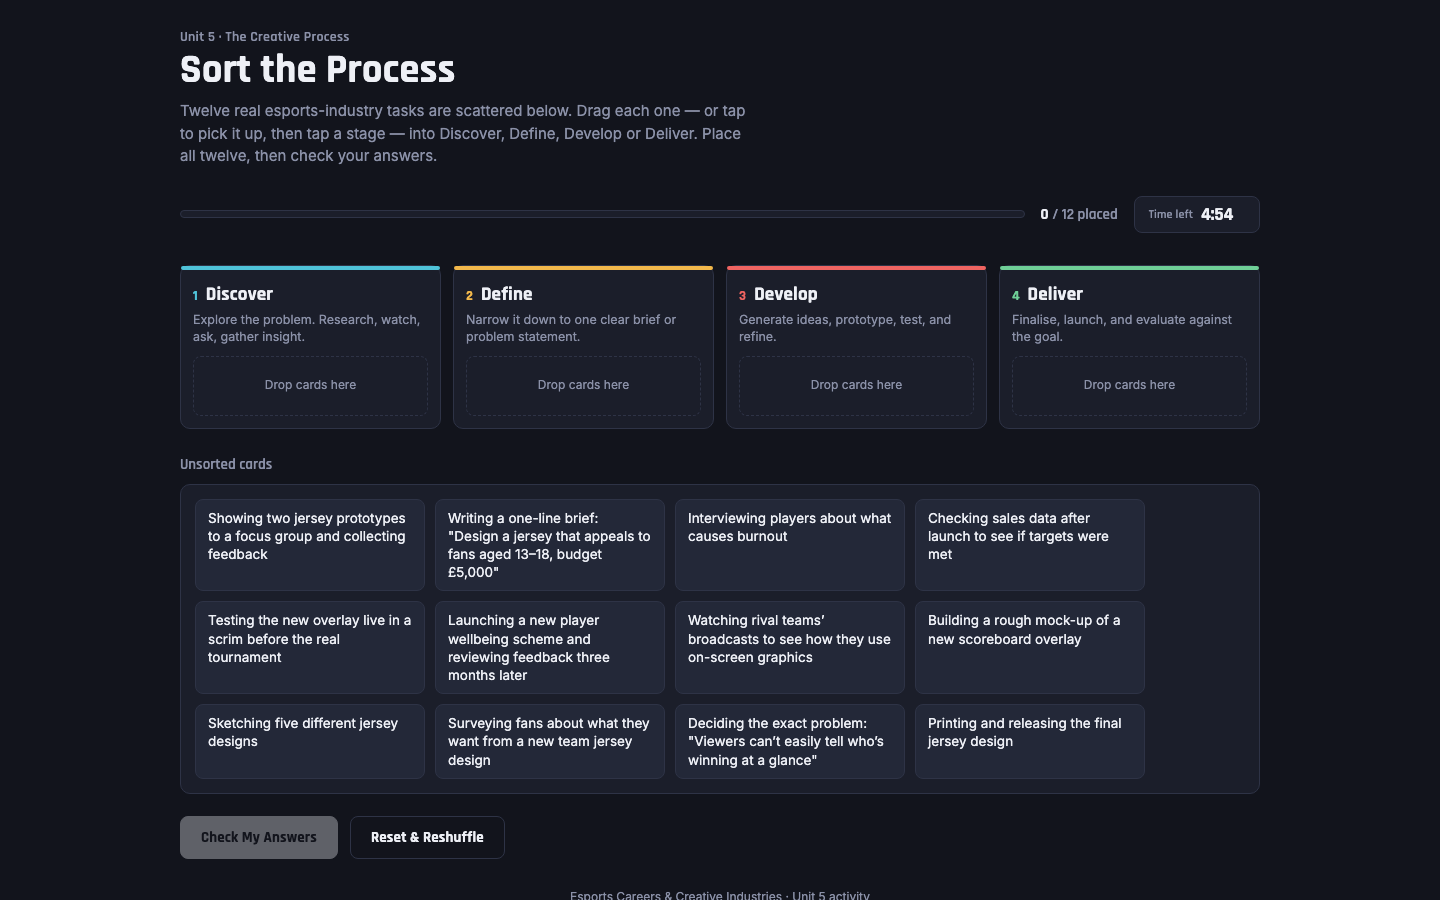 Unit 5 · The Creative Process
Sort the Process
Twelve real esports-industry tasks are scattered below. Drag each one — or tap
to pick it up, then tap a stage — into Discover, Define, Develop or Deliver. Place
all twelve, then check your answers.
0 / 12 placed
Time left 4:54
1 Discover
Explore the problem. Research, watch,
ask, gather insight.
Drop cards here
2 Define
Narrow it down to one clear brief or
problem statement.
Drop cards here
3 Develop
Generate ideas, prototype, test, and
refine.
Drop cards here
4 Deliver
Finalise, launch, and evaluate against
the goal.
Drop cards here
Unsorted cards
Showing two jersey prototypes
to a focus group and collecting
feedback
Writing a one-line brief:
"Design a jersey that appeals to
fans aged 13–18, budget
£5,000"
Interviewing players about what
causes burnout
Checking sales data after
launch to see if targets were
met
Testing the new overlay live in a
scrim before the real
tournament
Launching a new player
wellbeing scheme and
reviewing feedback three
months later
Watching rival teams’
broadcasts to see how they use
on-screen graphics
Building a rough mock-up of a
new scoreboard overlay
Sketching five different jersey
designs
Surveying fans about what they
want from a new team jersey
design
Deciding the exact problem:
"Viewers can’t easily tell who’s
winning at a glance"
Printing and releasing the final
jersey design
Check My Answers
Reset & Reshuffle
Esports Careers & Creative Industries · Unit 5 activity